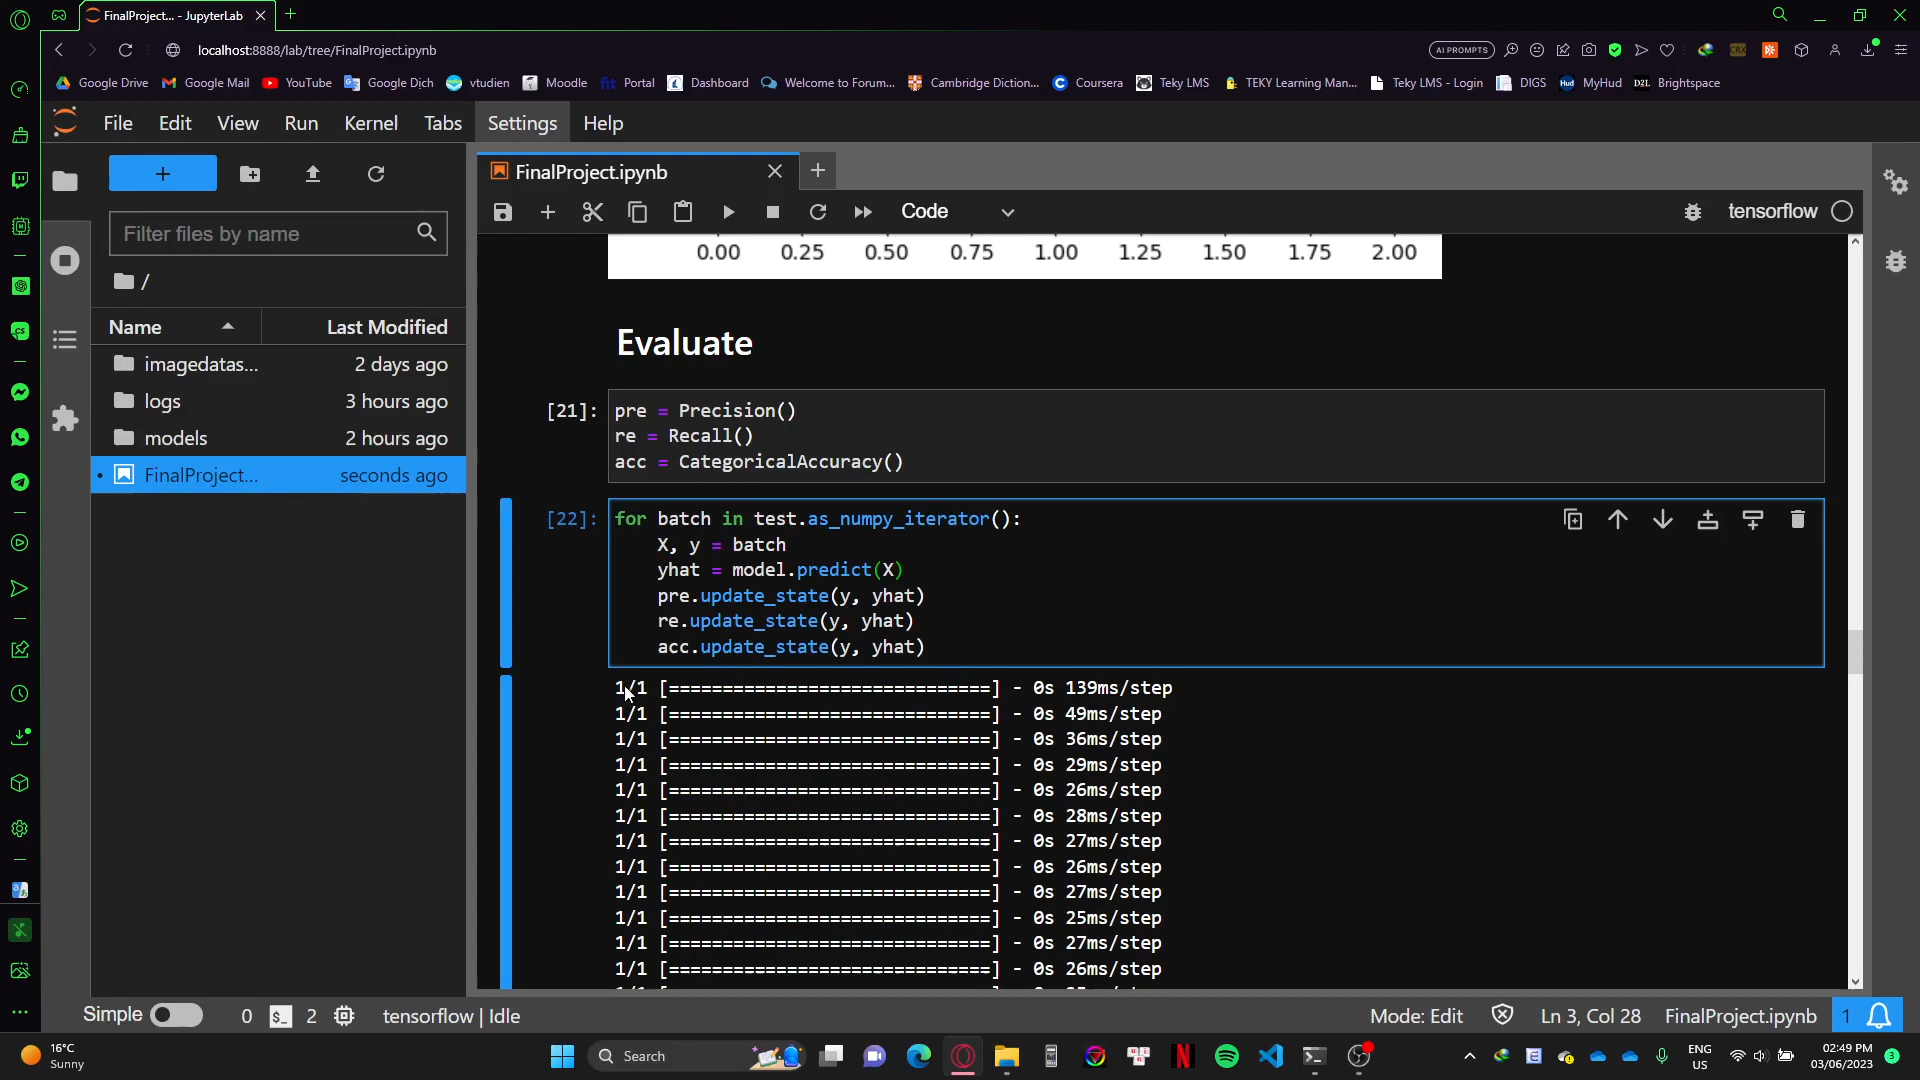 FinalProject... - JupyterLab
localhost:8888/lab/tree/FinalProject.ipynb
AI PROMPTS
Google Drive Google Mail YouTube Google Dịch vtudien Moodle fit Portal Dashboard Welcome to Forum... Cambridge Diction... Coursera Teky LMS TEKY Learning Man... Teky LMS - Login DIGS Hud MyHud D2L Brightspace
File Edit View Run Kernel Tabs Settings Help
FinalProject.ipynb
Code
tensorflow
Filter files by name
/
Name Last Modified
imagedatas... 2 days ago
logs 3 hours ago
models 2 hours ago
FinalProject... seconds ago
0.00 0.25 0.50 0.75 1.00 1.25 1.50 1.75 2.00
Evaluate
[21]: pre = Precision()
re = Recall()
acc = CategoricalAccuracy()
[22]: for batch in test.as_numpy_iterator():
X, y = batch
yhat = model.predict(X)
pre.update_state(y, yhat)
re.update_state(y, yhat)
acc.update_state(y, yhat)
1/1 [==============================] - 0s 139ms/step
1/1 [==============================] - 0s 49ms/step
1/1 [==============================] - 0s 36ms/step
1/1 [==============================] - 0s 29ms/step
1/1 [==============================] - 0s 26ms/step
1/1 [==============================] - 0s 28ms/step
1/1 [==============================] - 0s 27ms/step
1/1 [==============================] - 0s 26ms/step
1/1 [==============================] - 0s 27ms/step
1/1 [==============================] - 0s 25ms/step
1/1 [==============================] - 0s 27ms/step
1/1 [==============================] - 0s 26ms/step
Simple 0 $_ 2 tensorflow | Idle Mode: Edit Ln 3, Col 28 FinalProject.ipynb 1
16°C
Sunny
Search
ENG
US
02:49 PM
03/06/2023
3